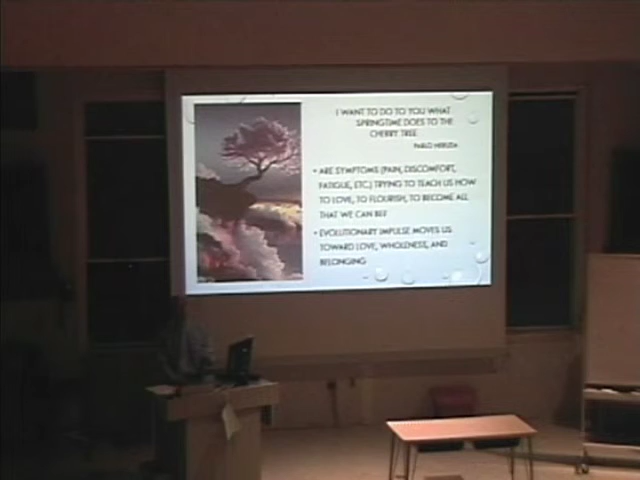 I WANT TO DO TO YOU WHAT
SPRINGTIME DOES TO THE
CHERRY TREE
PABLO NERUDA
• ARE SYMPTOMS (PAIN, DISCOMFORT,
FATIGUE, ETC.) TRYING TO TEACH US HOW
TO LOVE, TO FLOURISH, TO BECOME ALL
THAT WE CAN BE?
• EVOLUTIONARY IMPULSE MOVES US
TOWARD LOVE, WHOLENESS, AND
BELONGING